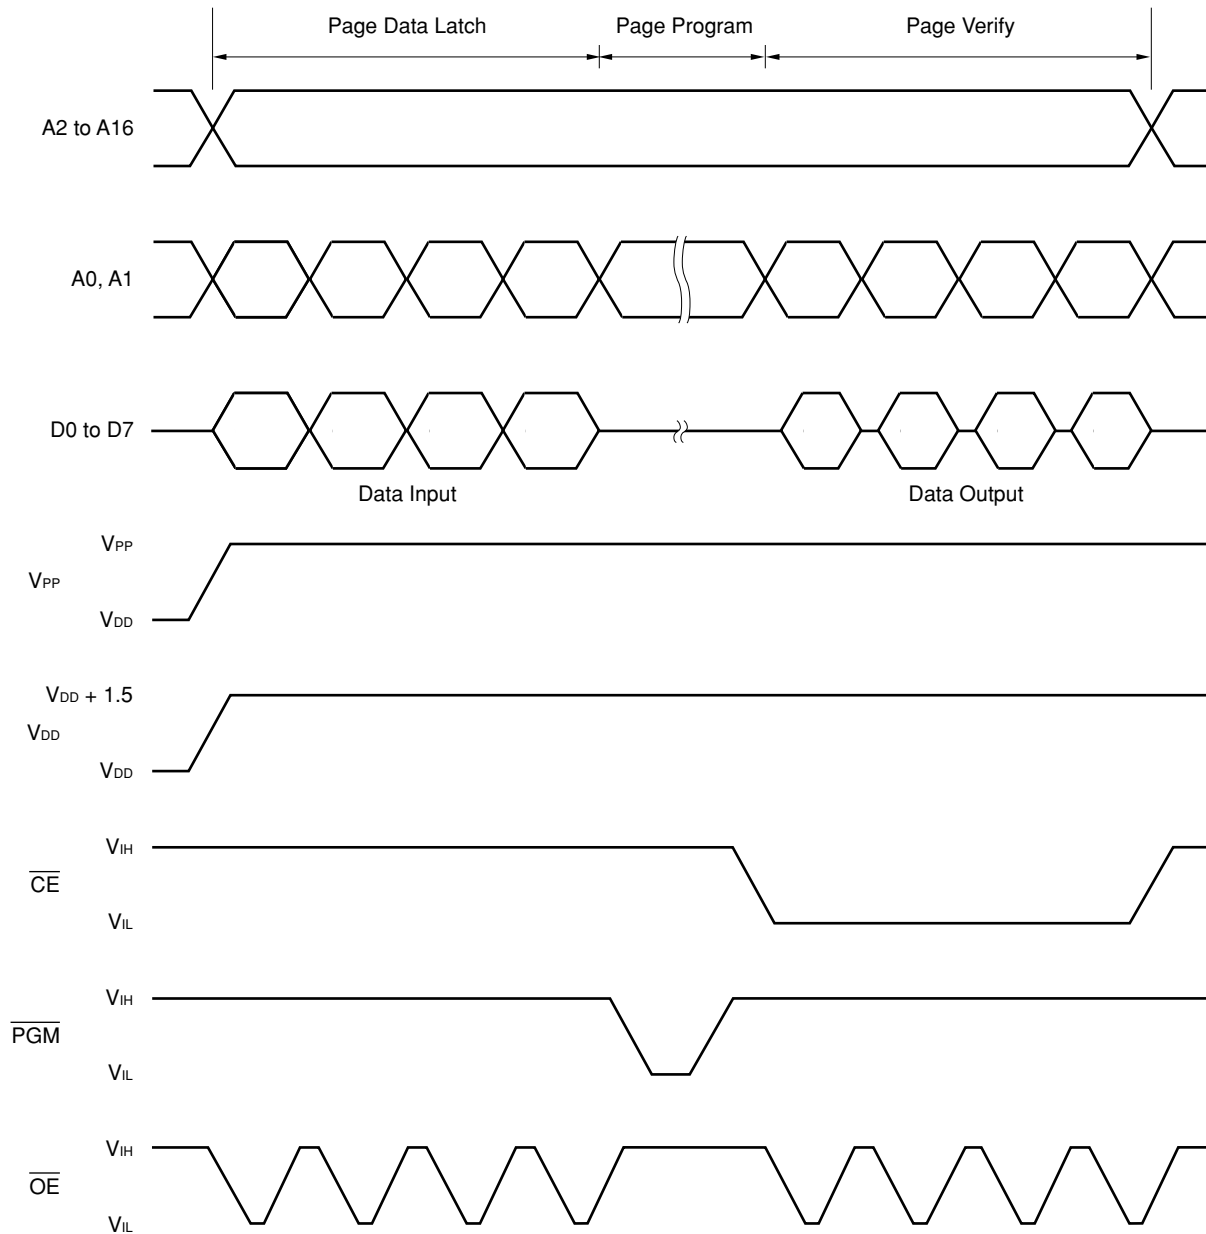 Page Data Latch Page Program Page Verify
A2 to A16
A0, A1
D0 to D7
Data Input Data Output
VPP
VPP
VDD
VDD + 1.5
VDD
VDD
VIH
CE
VIL
VIH
PGM
VIL
VIH
OE
VIL